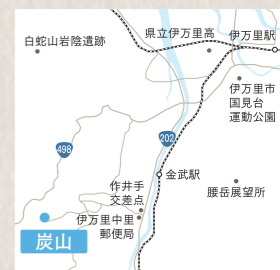 県立伊万里高
伊万里駅
白蛇山岩陰遺跡
伊万里市
国見台
運動公園
498
202
金武駅
作井手
交差点
腰岳展望所
伊万里中里
郵便局
炭山